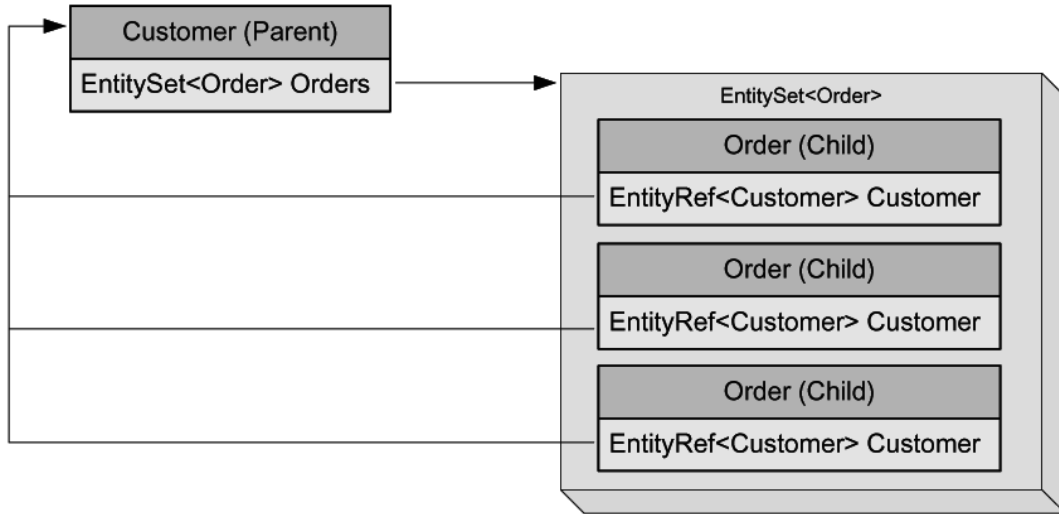 Customer (Parent)
EntitySet<Order> Orders
EntitySet<Order>
Order (Child)
EntityRef<Customer> Customer
Order (Child)
EntityRef<Customer> Customer
Order (Child)
EntityRef<Customer> Customer